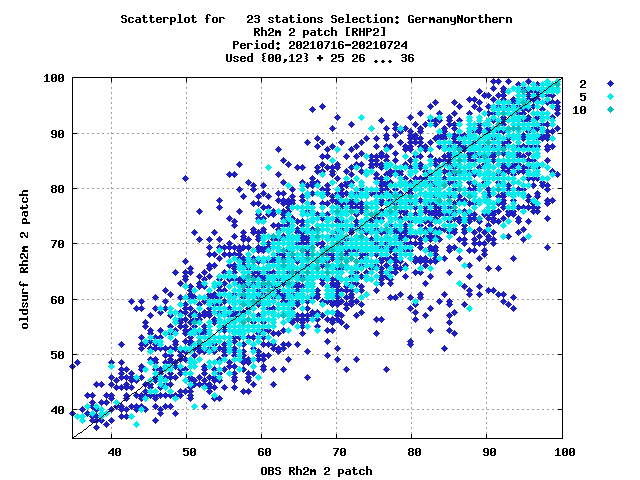 Scatterplot for   23 stations Selection: GermanyNorthern
Rh2m 2 patch [RHP2]
Period: 20210716-20210724
Used {00,12} + 25 26 ... 36
100
90
80
70
60
50
40
oldsurf Rh2m 2 patch
2
5
10
40 50 60 70 80 90 100
OBS Rh2m 2 patch